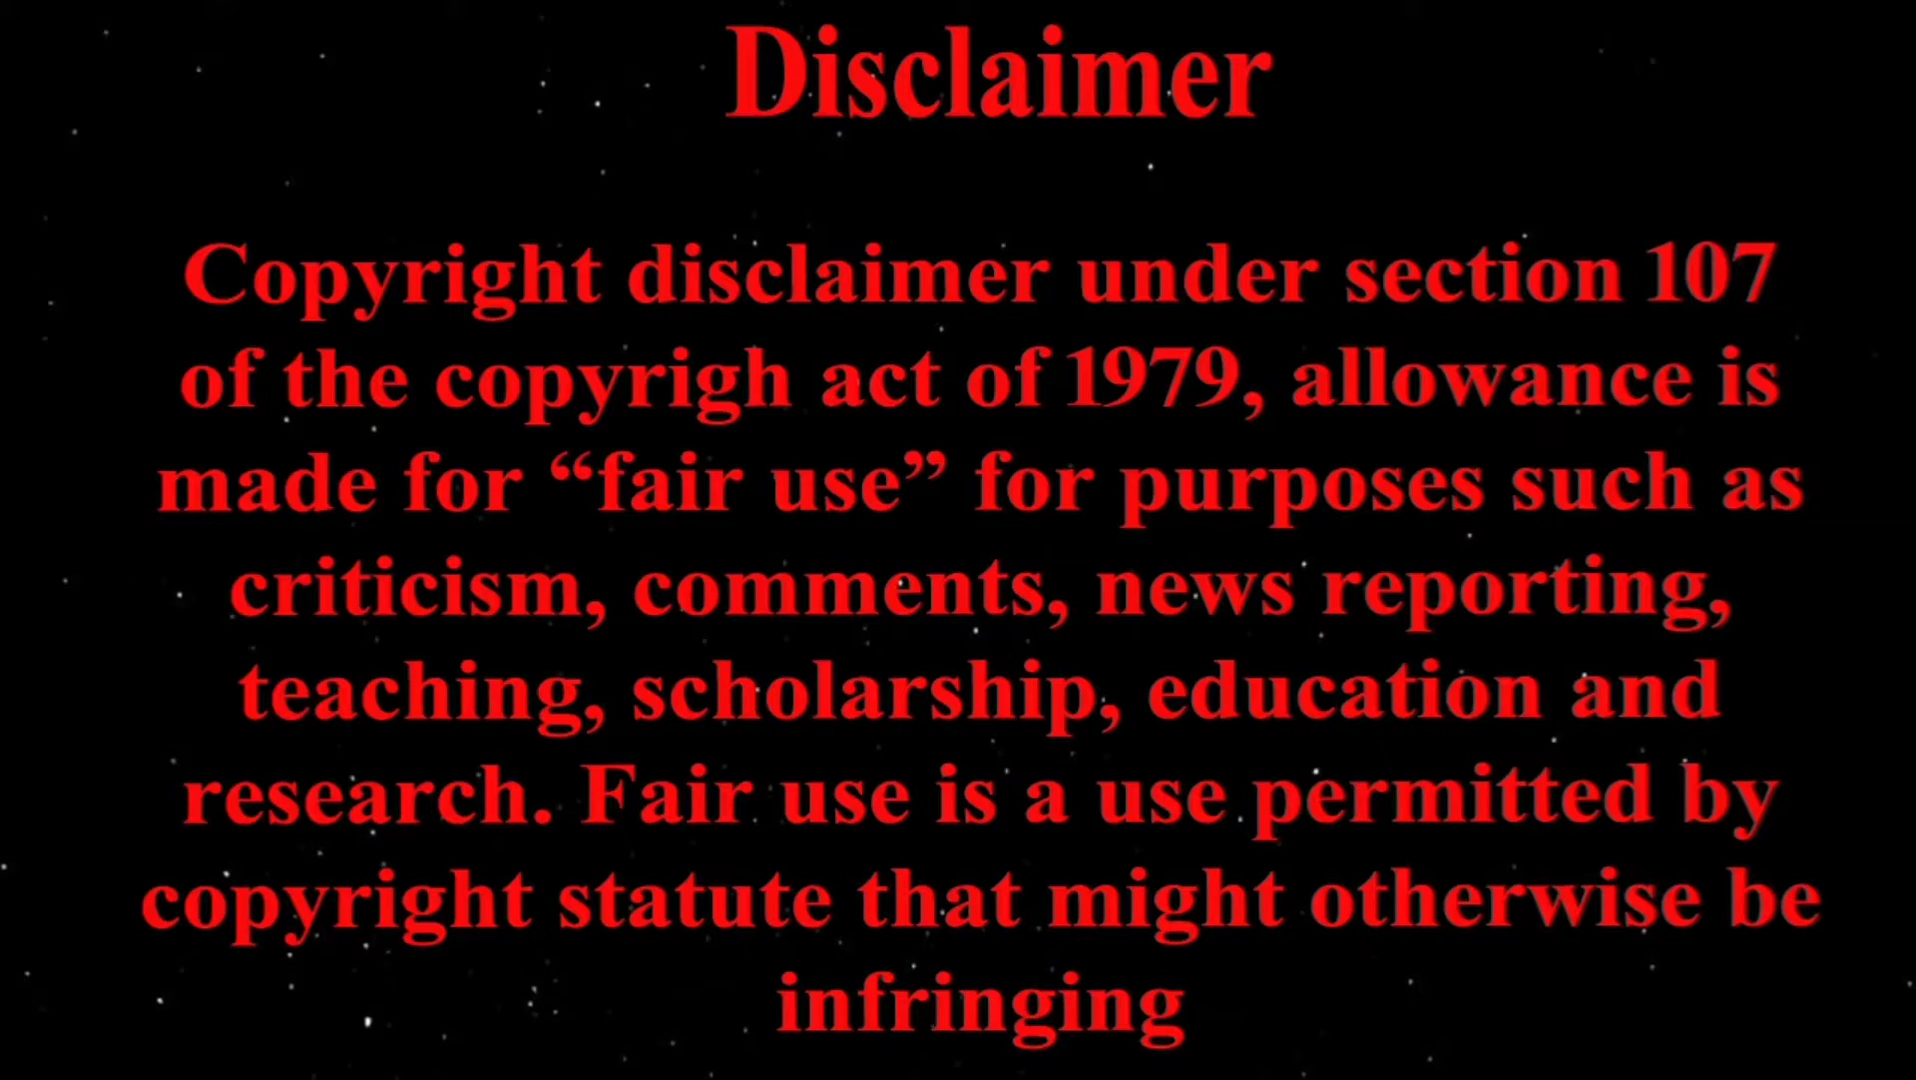 Disclaimer
Copyright disclaimer under section 107
of the copyrigh act of 1979, allowance is
made for “fair use” for purposes such as
criticism, comments, news reporting,
teaching, scholarship, education and
research. Fair use is a use permitted by
copyright statute that might otherwise be
infringing